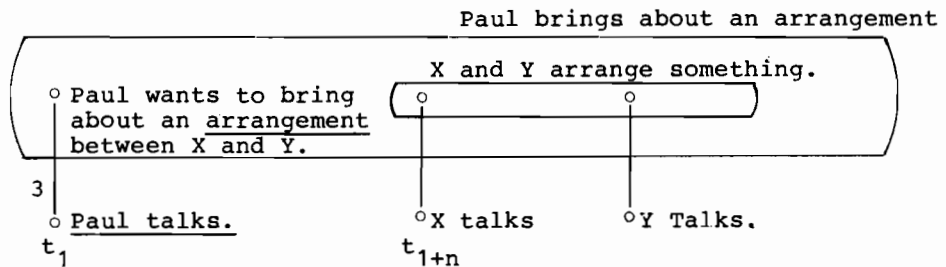 Paul brings about an arrangement
X and Y arrange something.
Paul wants to bring
about an arrangement
between X and Y.
3
Paul talks.
X talks
Y Talks.
t1
t1+n